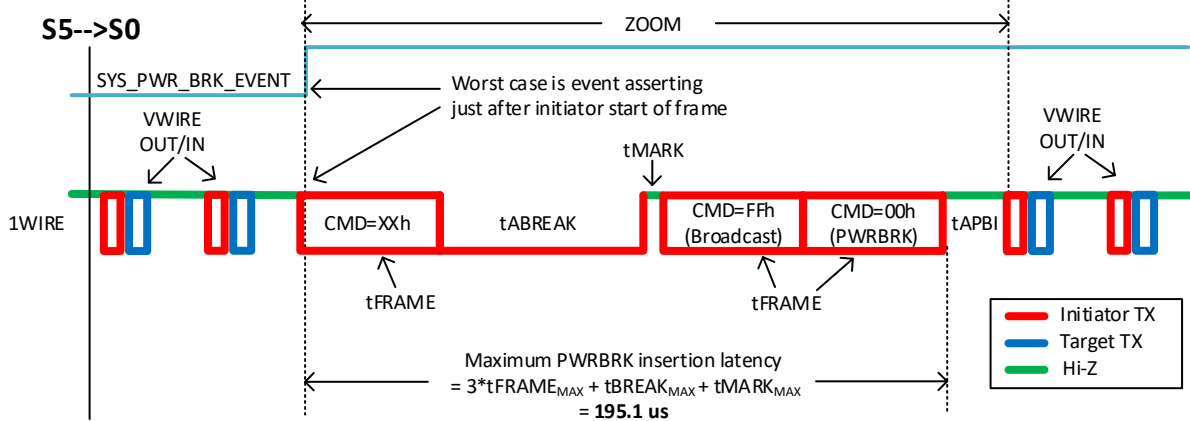 S5-->S0
ZOOM
SYS_PWR_BRK_EVENT
Worst case is event asserting
just after initiator start of frame
VWIRE
OUT/IN
tMARK
VWIRE
OUT/IN
1WIRE
CMD=XXh
tABREAK
CMD=FFh
(Broadcast)
CMD=00h
(PWRBRK)
tAPBI
tFRAME
tFRAME
Initiator TX
Target TX
Hi-Z
Maximum PWRBRK insertion latency
= 3*tFRAMEMAX + tBREAKMAX + tMARKMAX
= 195.1 us